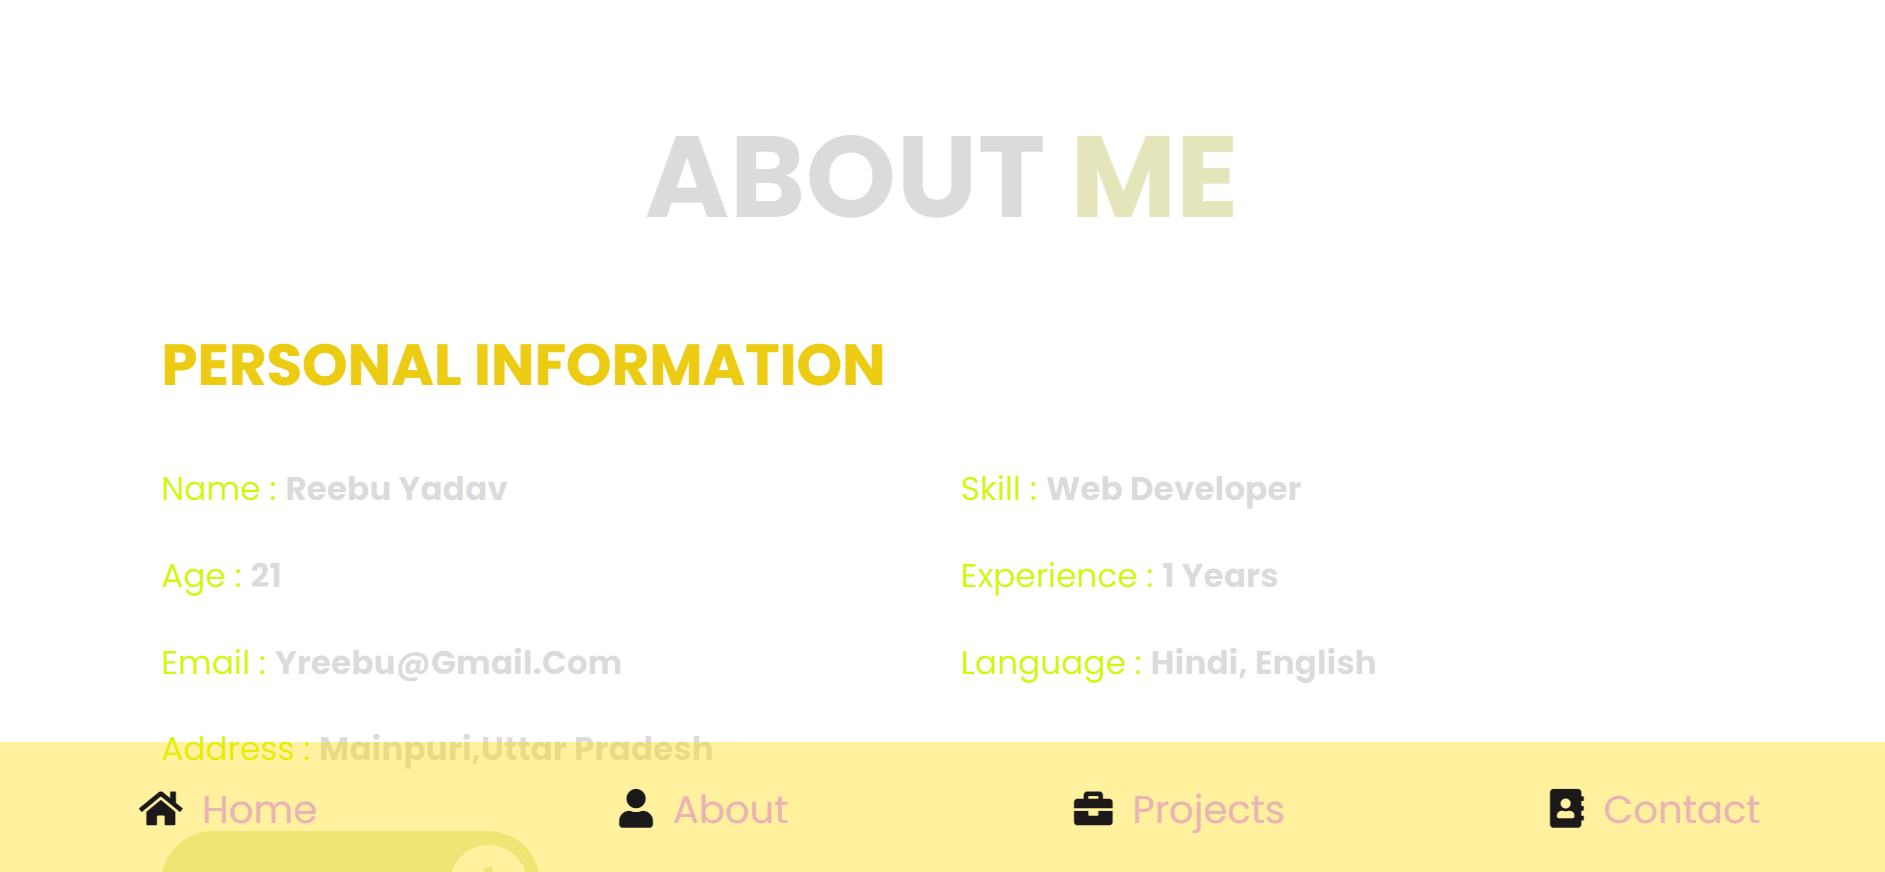 ABOUT ME
PERSONAL INFORMATION
Name : Reebu Yadav
Skill : Web Developer
Age : 21
Experience : 1 Years
Email : Yreebu@Gmail.Com
Language : Hindi, English
Address : Mainpuri,Uttar Pradesh
Home
About
Projects
Contact